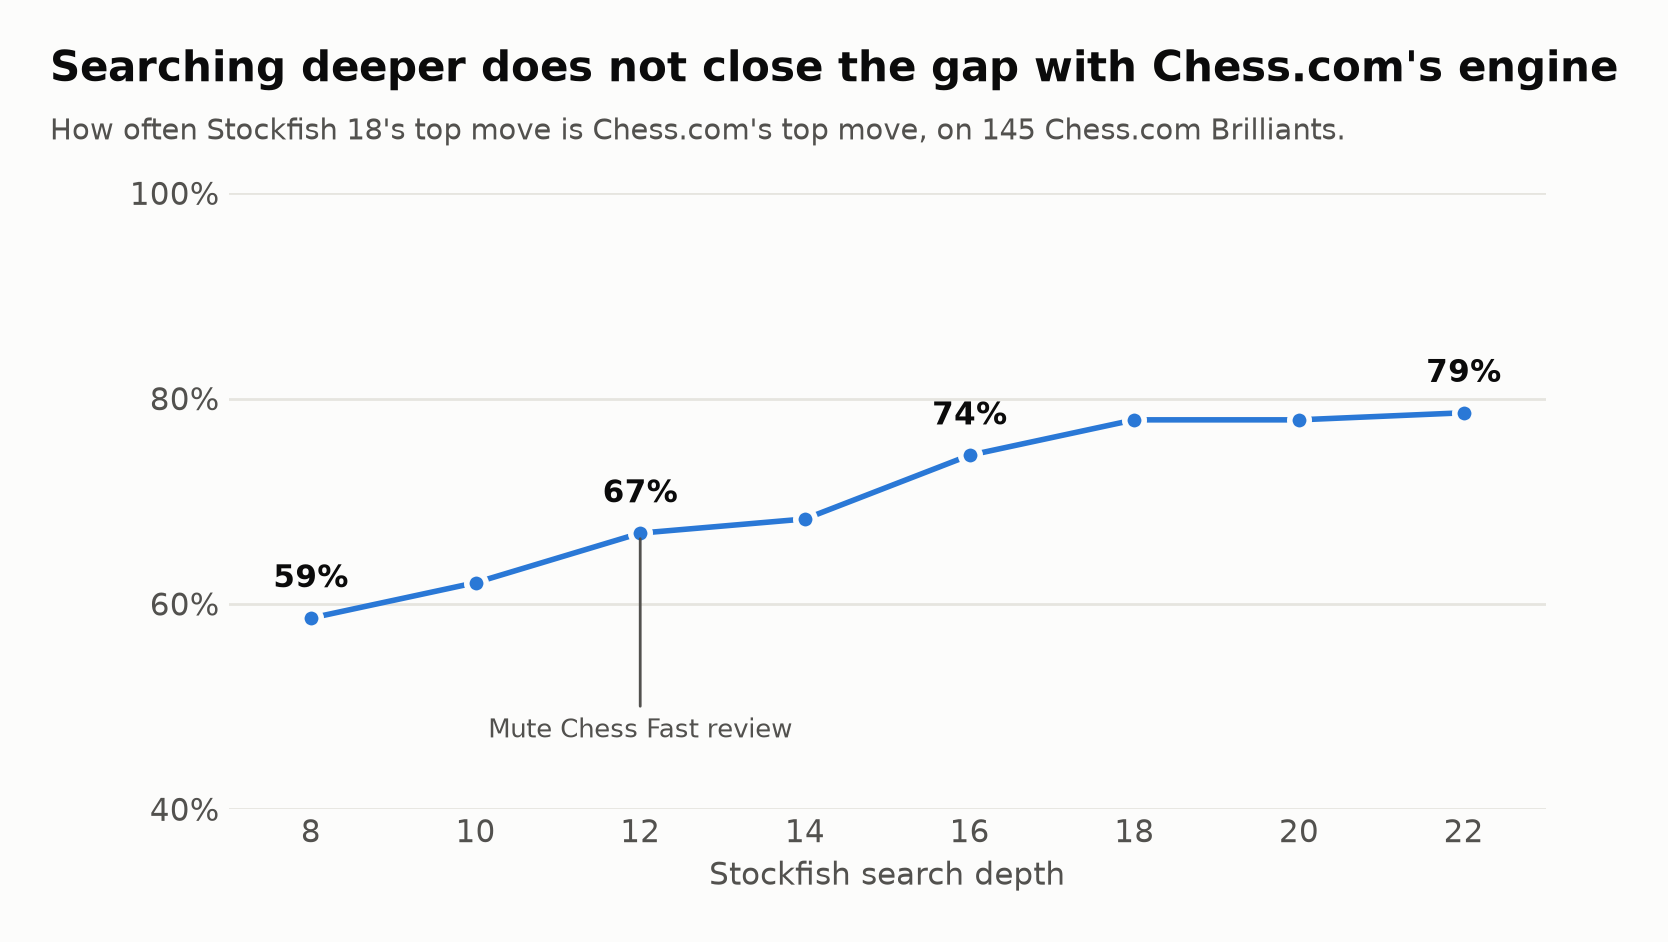 Searching deeper does not close the gap with Chess.com's engine
How often Stockfish 18's top move is Chess.com's top move, on 145 Chess.com Brilliants.
100%
80%
60%
40%
59%
67%
74%
79%
Mute Chess Fast review
8 10 12 14 16 18 20 22
Stockfish search depth